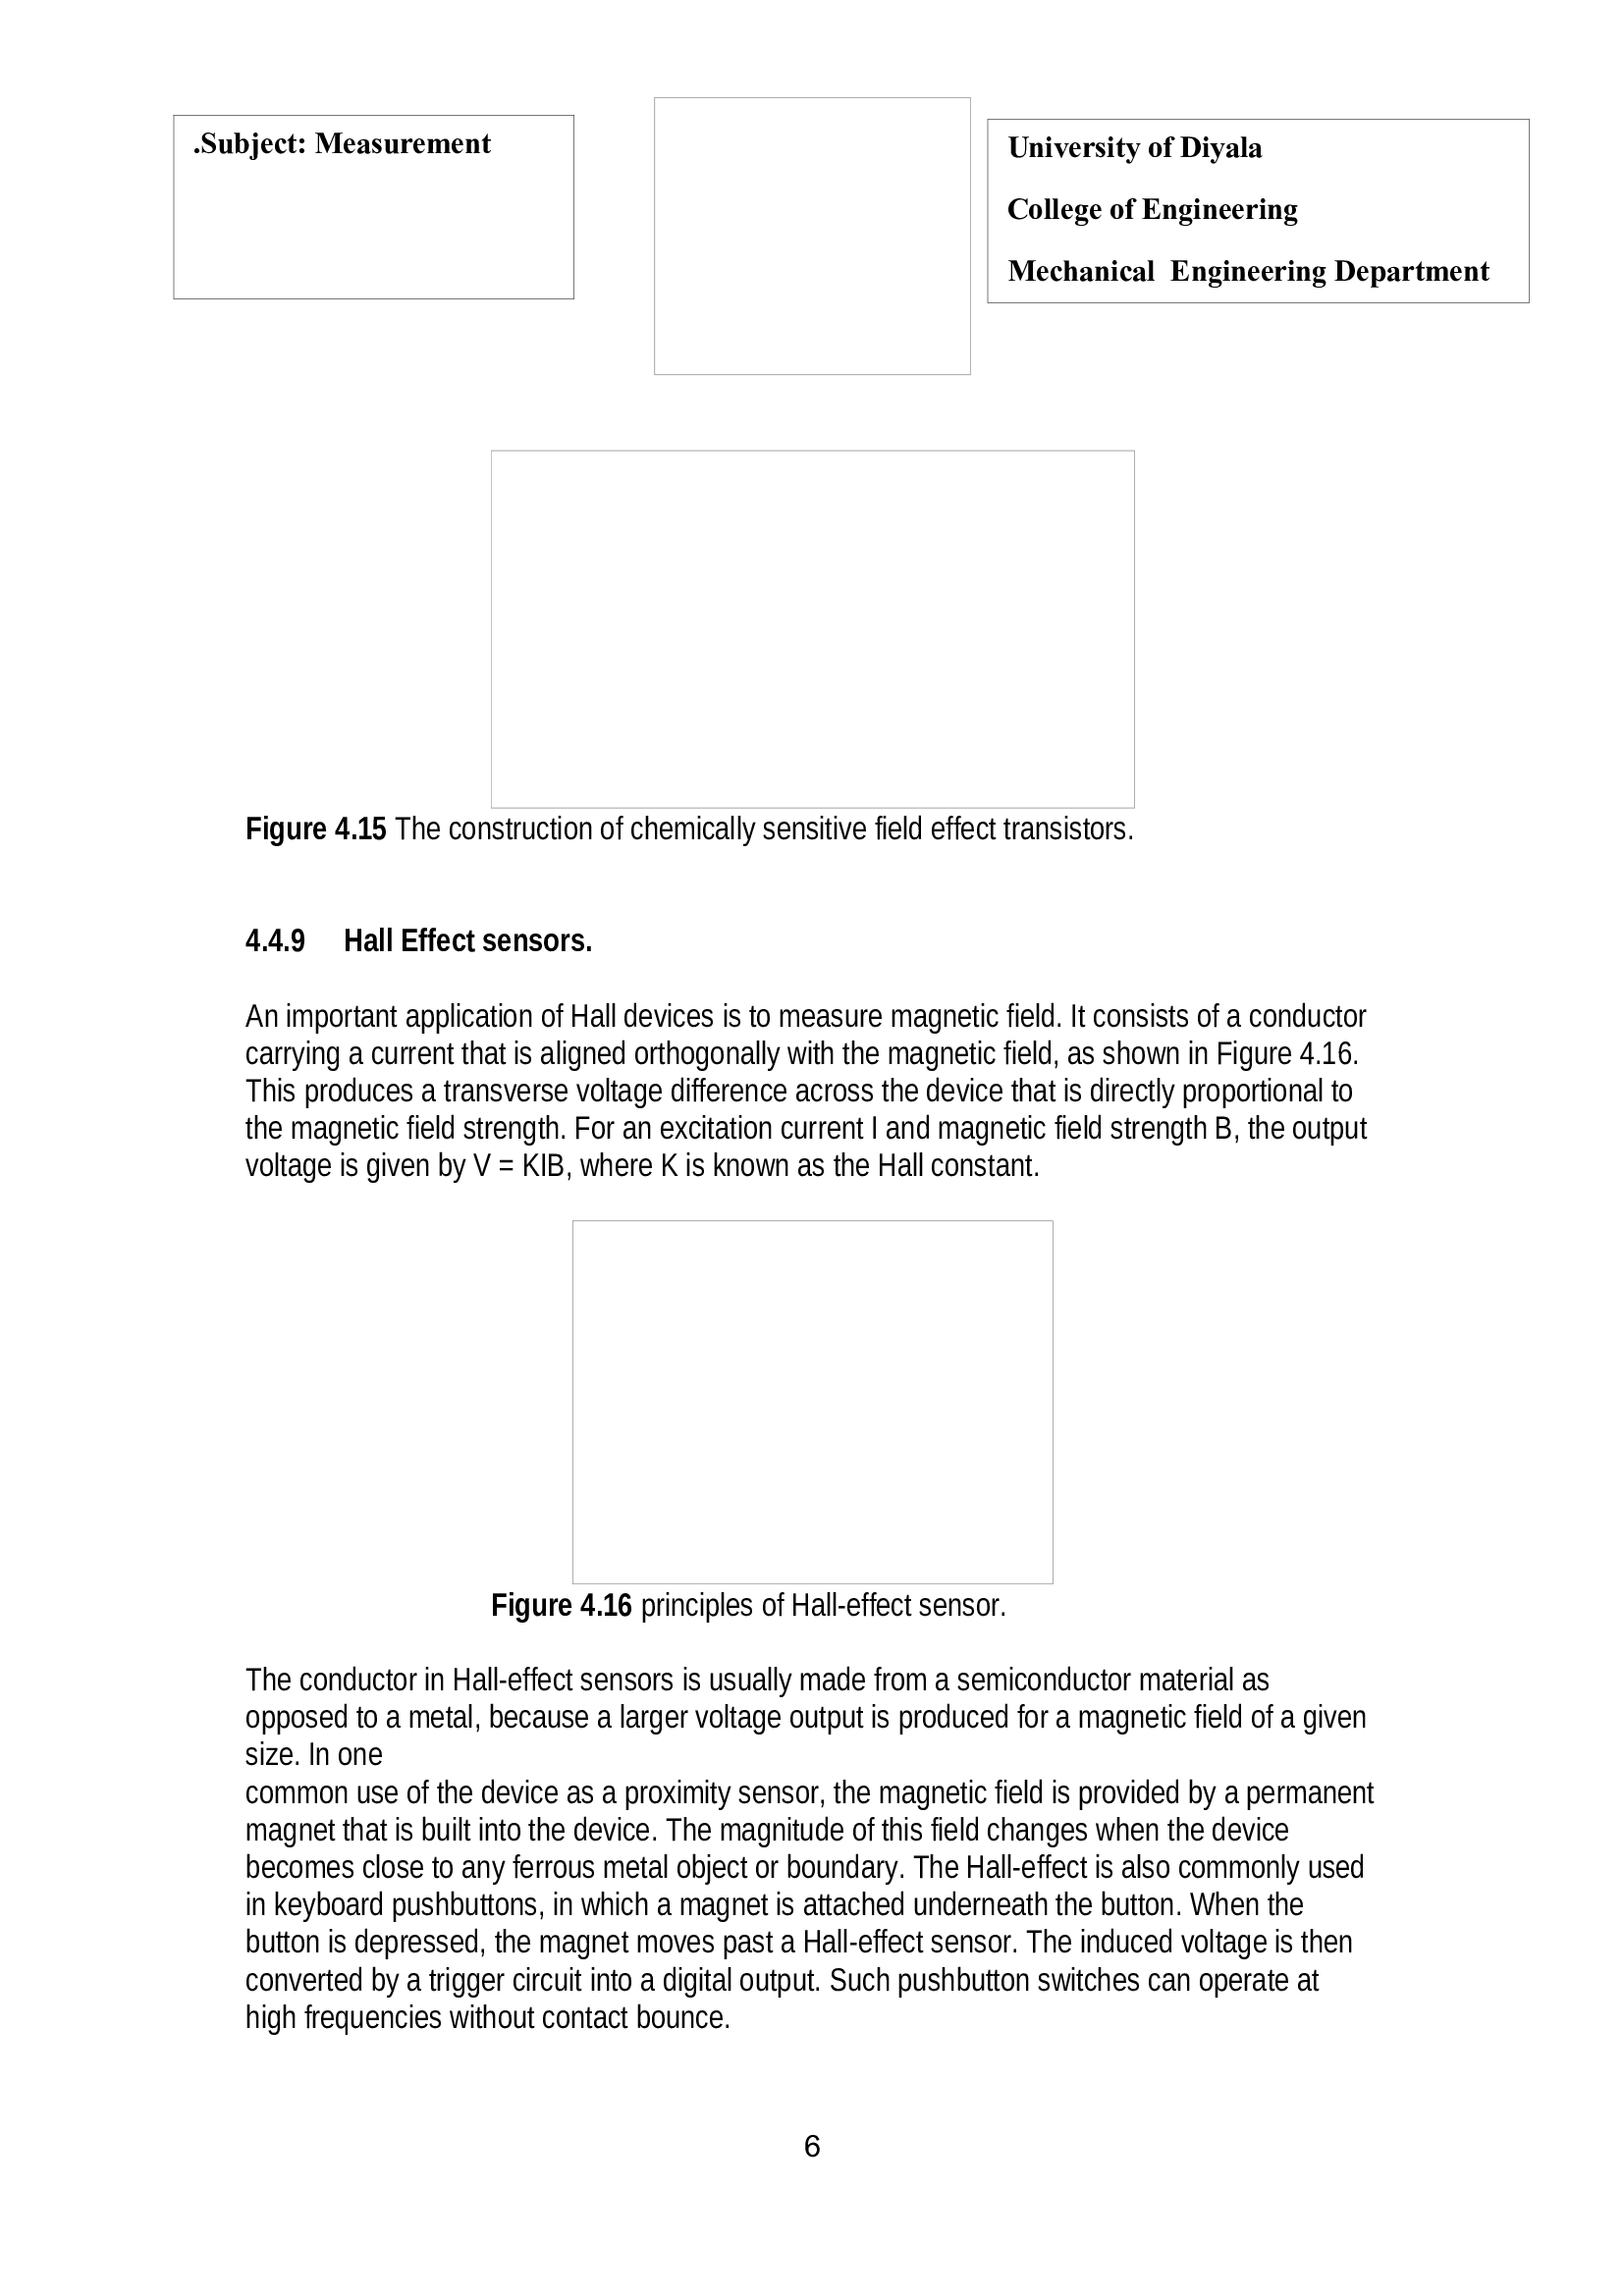 .Subject: Measurement
University of Diyala
College of Engineering
Mechanical  Engineering Department
Figure 4.15 The construction of chemically sensitive field effect transistors.
4.4.9 Hall Effect sensors.
An important application of Hall devices is to measure magnetic field. It consists of a conductor
carrying a current that is aligned orthogonally with the magnetic field, as shown in Figure 4.16.
This produces a transverse voltage difference across the device that is directly proportional to
the magnetic field strength. For an excitation current I and magnetic field strength B, the output
voltage is given by V = KIB, where K is known as the Hall constant.
Figure 4.16 principles of Hall-effect sensor.
The conductor in Hall-effect sensors is usually made from a semiconductor material as
opposed to a metal, because a larger voltage output is produced for a magnetic field of a given
size. In one
common use of the device as a proximity sensor, the magnetic field is provided by a permanent
magnet that is built into the device. The magnitude of this field changes when the device
becomes close to any ferrous metal object or boundary. The Hall-effect is also commonly used
in keyboard pushbuttons, in which a magnet is attached underneath the button. When the
button is depressed, the magnet moves past a Hall-effect sensor. The induced voltage is then
converted by a trigger circuit into a digital output. Such pushbutton switches can operate at
high frequencies without contact bounce.
6